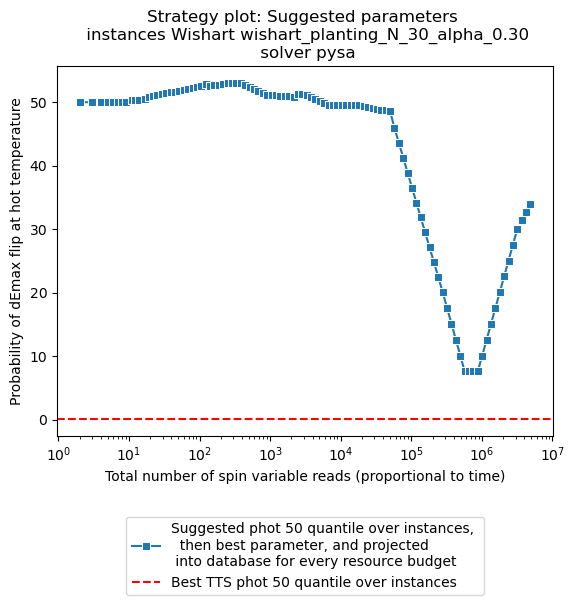 Strategy plot: Suggested parameters
instances Wishart wishart_planting_N_30_alpha_0.30
solver pysa
Probability of dEmax flip at hot temperature
50
40
30
20
10
0
10⁰ 10¹ 10² 10³ 10⁴ 10⁵ 10⁶ 10⁷
Total number of spin variable reads (proportional to time)
Suggested phot 50 quantile over instances,
then best parameter, and projected
into database for every resource budget
Best TTS phot 50 quantile over instances